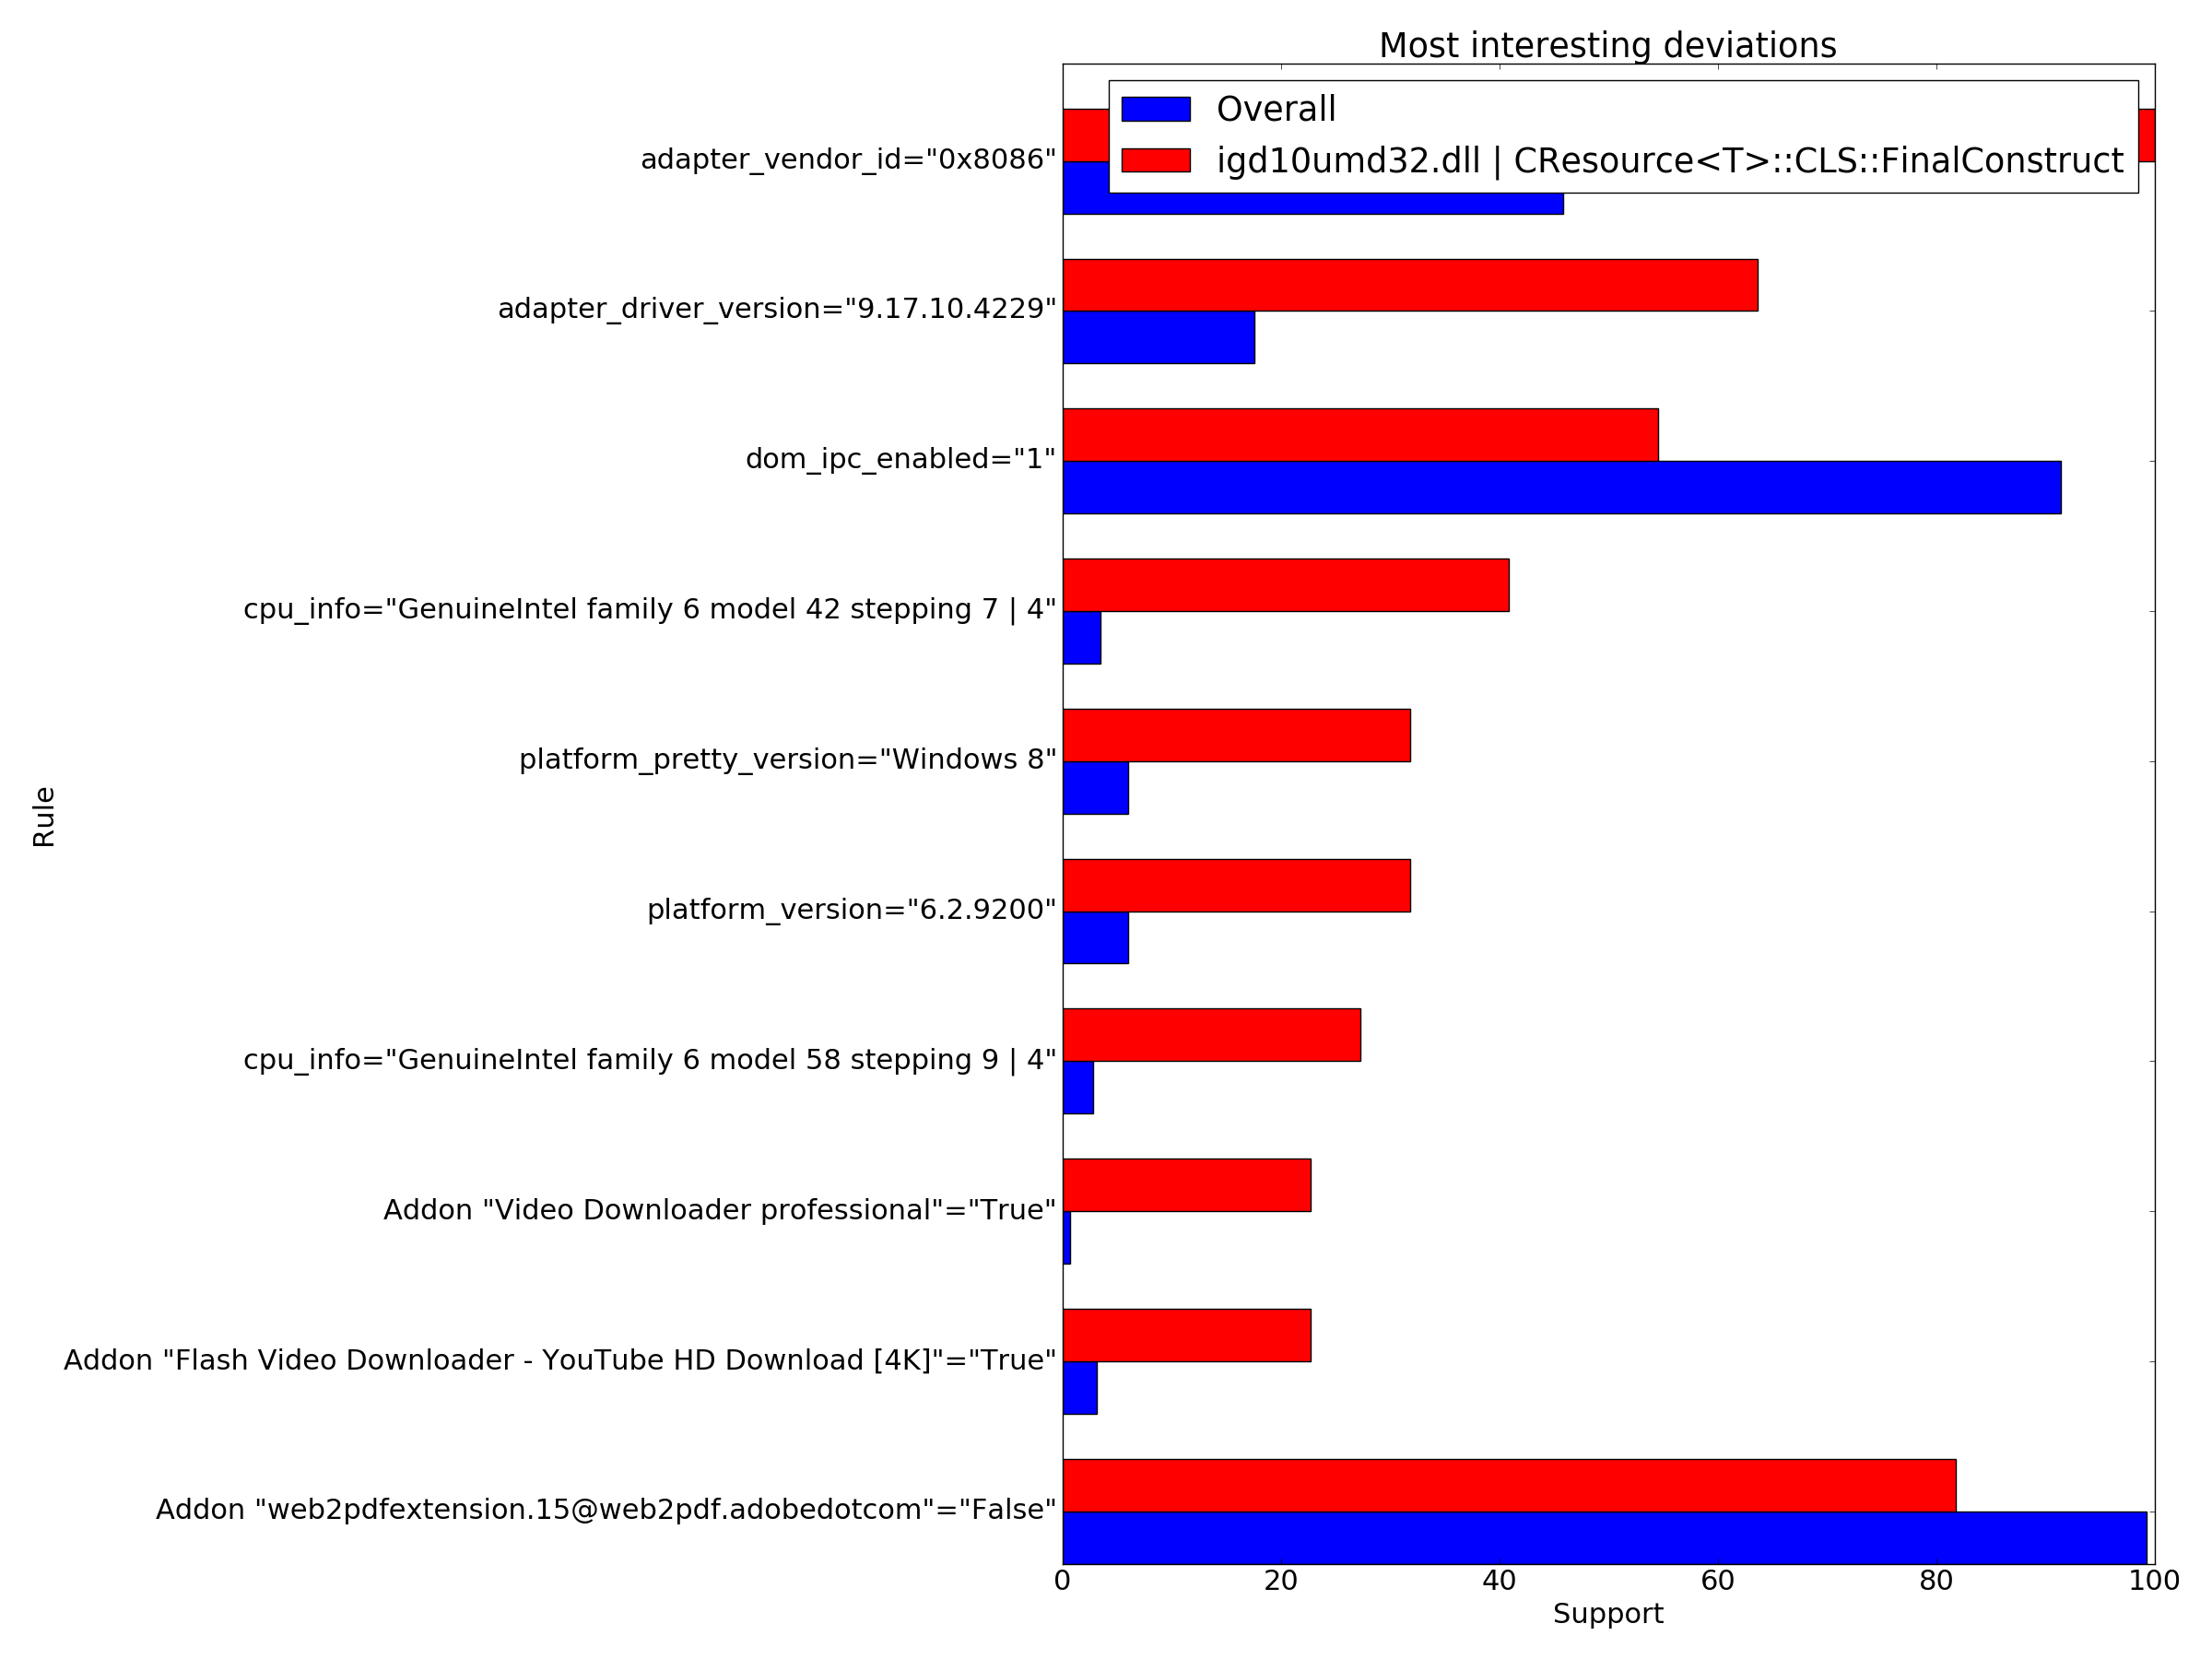 Most interesting deviations
Overall
igd10umd32.dll | CResource<T>::CLS::FinalConstruct
adapter_vendor_id="0x8086"
adapter_driver_version="9.17.10.4229"
dom_ipc_enabled="1"
cpu_info="GenuineIntel family 6 model 42 stepping 7 | 4"
platform_pretty_version="Windows 8"
platform_version="6.2.9200"
cpu_info="GenuineIntel family 6 model 58 stepping 9 | 4"
Addon "Video Downloader professional"="True"
Addon "Flash Video Downloader - YouTube HD Download [4K]"="True"
Addon "web2pdfextension.15@web2pdf.adobedotcom"="False"
Rule
0 20 40 60 80 100
Support